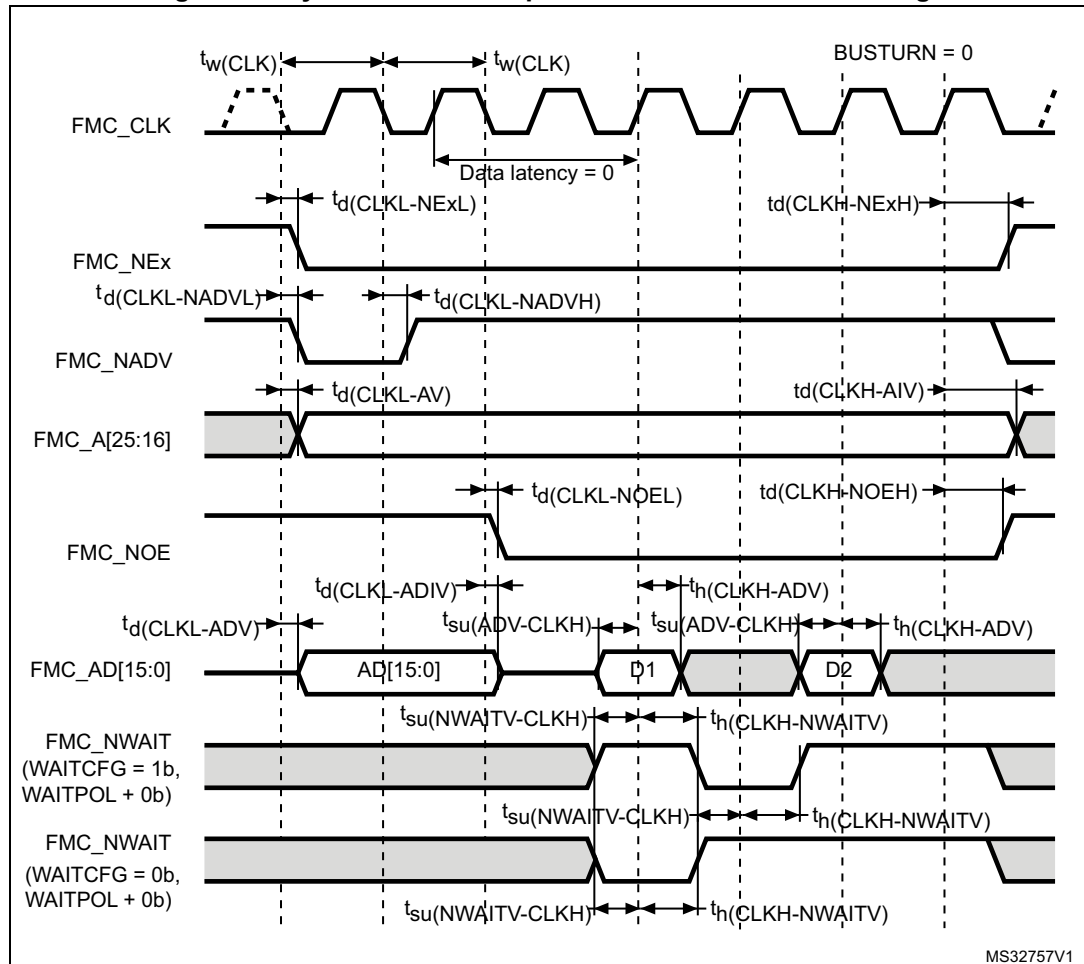 tw(CLK) tw(CLK) BUSTURN = 0
FMC_CLK
Data latency = 0
td(CLKL-NExL) td(CLKH-NExH)
FMC_NEx
td(CLKL-NADVL) td(CLKL-NADVH)
FMC_NADV
td(CLKL-AV) td(CLKH-AIV)
FMC_A[25:16]
td(CLKL-NOEL) td(CLKH-NOEH)
FMC_NOE
td(CLKL-ADIV) th(CLKH-ADV)
td(CLKL-ADV) tsu(ADV-CLKH) tsu(ADV-CLKH) th(CLKH-ADV)
FMC_AD[15:0] AD[15:0] D1 D2
tsu(NWAITV-CLKH) th(CLKH-NWAITV)
FMC_NWAIT
(WAITCFG = 1b,
WAITPOL + 0b)
tsu(NWAITV-CLKH) th(CLKH-NWAITV)
FMC_NWAIT
(WAITCFG = 0b,
WAITPOL + 0b)
tsu(NWAITV-CLKH) th(CLKH-NWAITV)
MS32757V1